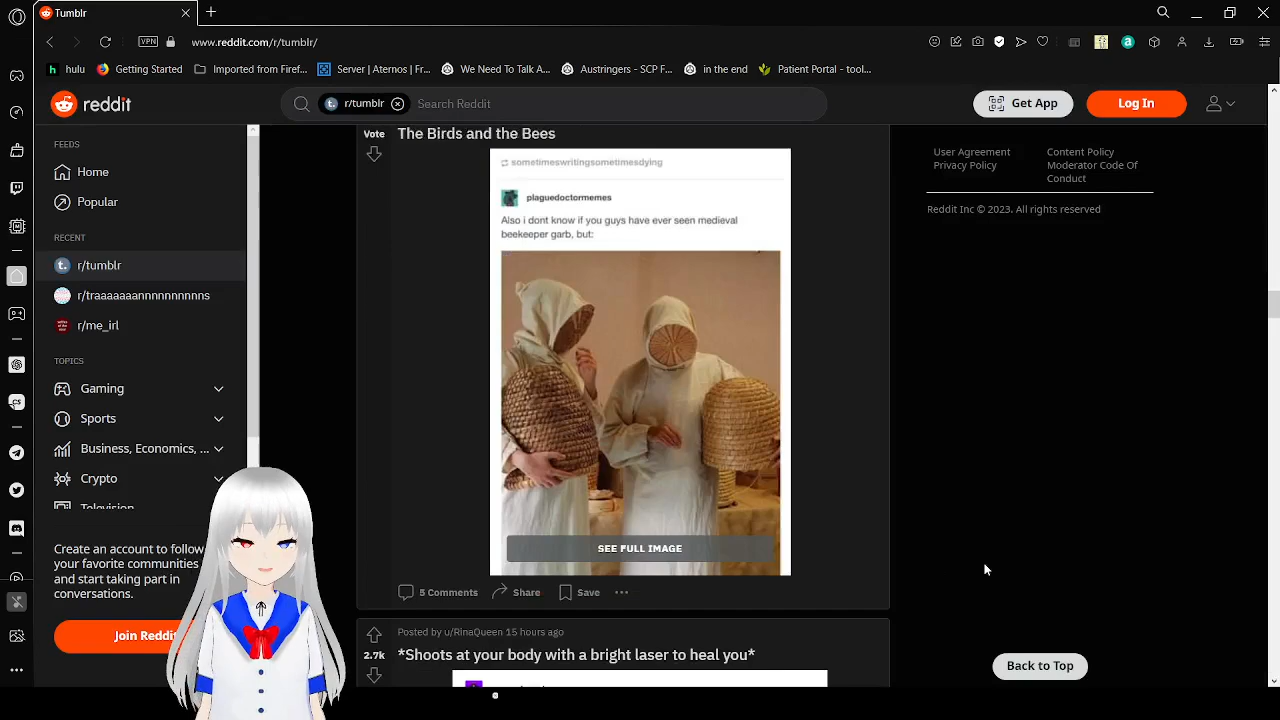 Tumblr
VPN
www.reddit.com/r/tumblr/
hulu
Getting Started
Imported from Firef...
Server | Aternos | Fr...
We Need To Talk A...
Austringers - SCP F...
in the end
Patient Portal - tool...
reddit
r/tumblr
Search Reddit
Get App
Log In
FEEDS
Home
Popular
RECENT
r/tumblr
r/traaaaaaannnnnnnnnns
r/me_irl
TOPICS
Gaming
Sports
Business, Economics, ...
Crypto
Television
Create an account to follow
your favorite communities
and start taking part in
conversations.
Join Reddit
Vote
The Birds and the Bees
sometimeswritingsometimesdying
plaguedoctormemes
Also i dont know if you guys have ever seen medieval
beekeeper garb, but:
SEE FULL IMAGE
5 Comments
Share
Save
Posted by u/RinaQueen 15 hours ago
2.7k
*Shoots at your body with a bright laser to heal you*
User Agreement
Privacy Policy
Content Policy
Moderator Code Of
Conduct
Reddit Inc © 2023. All rights reserved
Back to Top